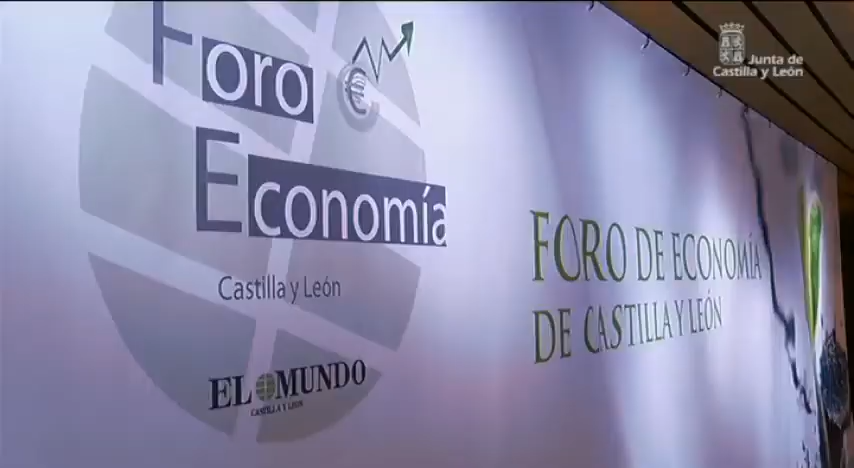 Foro
€
Economía
Castilla y León
EL MUNDO
CASTILLA Y LEÓN
FORO DE ECONOMÍA
DE CASTILLA Y LEÓN
Junta de
Castilla y León